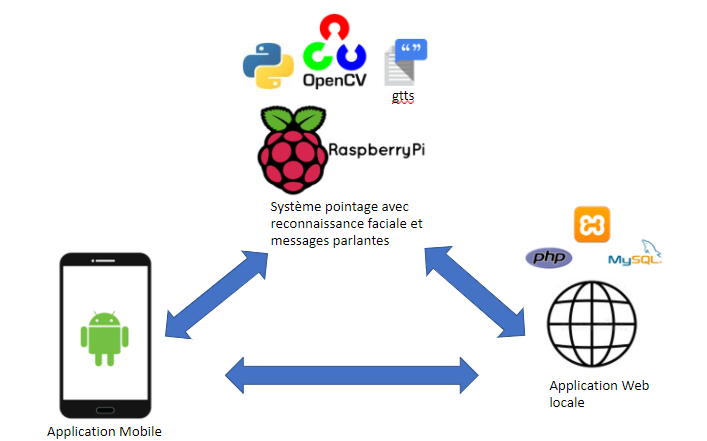 OpenCV
gtts
RaspberryPi
Système pointage avec
reconnaissance faciale et
messages parlantes
php
MySQL
Application Web
locale
Application Mobile